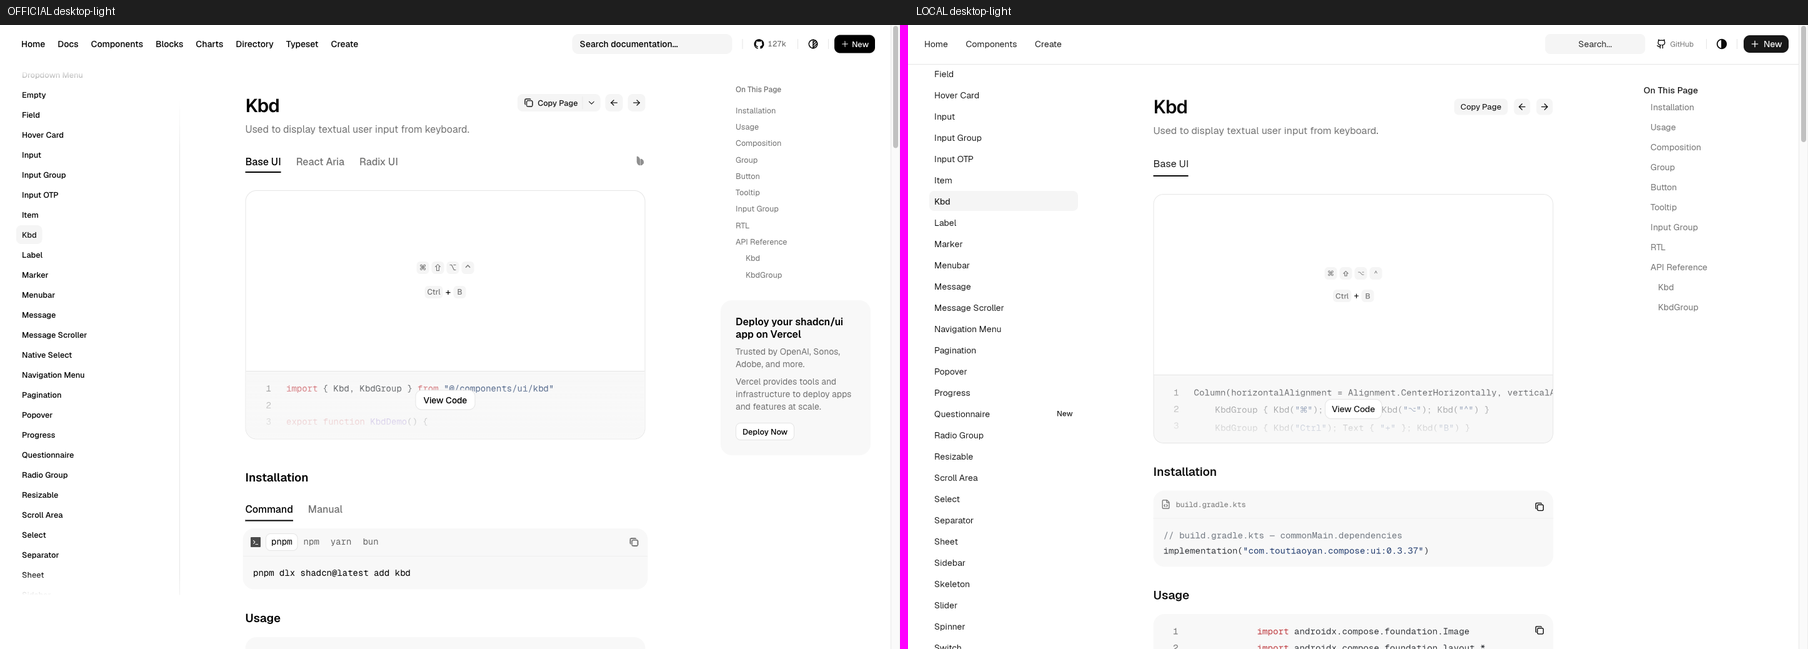 OFFICIAL desktop-light
Home Docs Components Blocks Charts Directory Typeset Create
Search documentation...
127k
+ New
Dropdown Menu
Empty
Field
Hover Card
Input
Input Group
Input OTP
Item
Kbd
Label
Marker
Menubar
Message
Message Scroller
Native Select
Navigation Menu
Pagination
Popover
Progress
Questionnaire
Radio Group
Resizable
Scroll Area
Select
Separator
Sheet
Kbd
Copy Page
Used to display textual user input from keyboard.
Base UI React Aria Radix UI
⌘ ⇧ ⌥ ^
Ctrl + B
1 import { Kbd, KbdGroup } from "@/components/ui/kbd"
2
3 export function KbdDemo() {
View Code
Installation
Command Manual
pnpm npm yarn bun
pnpm dlx shadcn@latest add kbd
Usage
On This Page
Installation
Usage
Composition
Group
Button
Tooltip
Input Group
RTL
API Reference
Kbd
KbdGroup
Deploy your shadcn/ui
app on Vercel
Trusted by OpenAI, Sonos,
Adobe, and more.
Vercel provides tools and
infrastructure to deploy apps
and features at scale.
Deploy Now
LOCAL desktop-light
Home Components Create
Search...
GitHub
+ New
Field
Hover Card
Input
Input Group
Input OTP
Item
Kbd
Label
Marker
Menubar
Message
Message Scroller
Navigation Menu
Pagination
Popover
Progress
Questionnaire New
Radio Group
Resizable
Scroll Area
Select
Separator
Sheet
Sidebar
Skeleton
Slider
Spinner
Switch
Kbd
Copy Page
Used to display textual user input from keyboard.
Base UI
⌘ ⇧ ⌥ ^
Ctrl + B
1 Column(horizontalAlignment = Alignment.CenterHorizontally, verticalA
2 KbdGroup { Kbd("⌘"); Kbd("⌥"); Kbd("^") }
3 KbdGroup { Kbd("Ctrl"); Text { "+" }; Kbd("B") }
View Code
Installation
build.gradle.kts
// build.gradle.kts — commonMain.dependencies
implementation("com.toutiaoyan.compose:ui:0.3.37")
Usage
1 import androidx.compose.foundation.Image
2 import androidx.compose.foundation.layout.*
On This Page
Installation
Usage
Composition
Group
Button
Tooltip
Input Group
RTL
API Reference
Kbd
KbdGroup